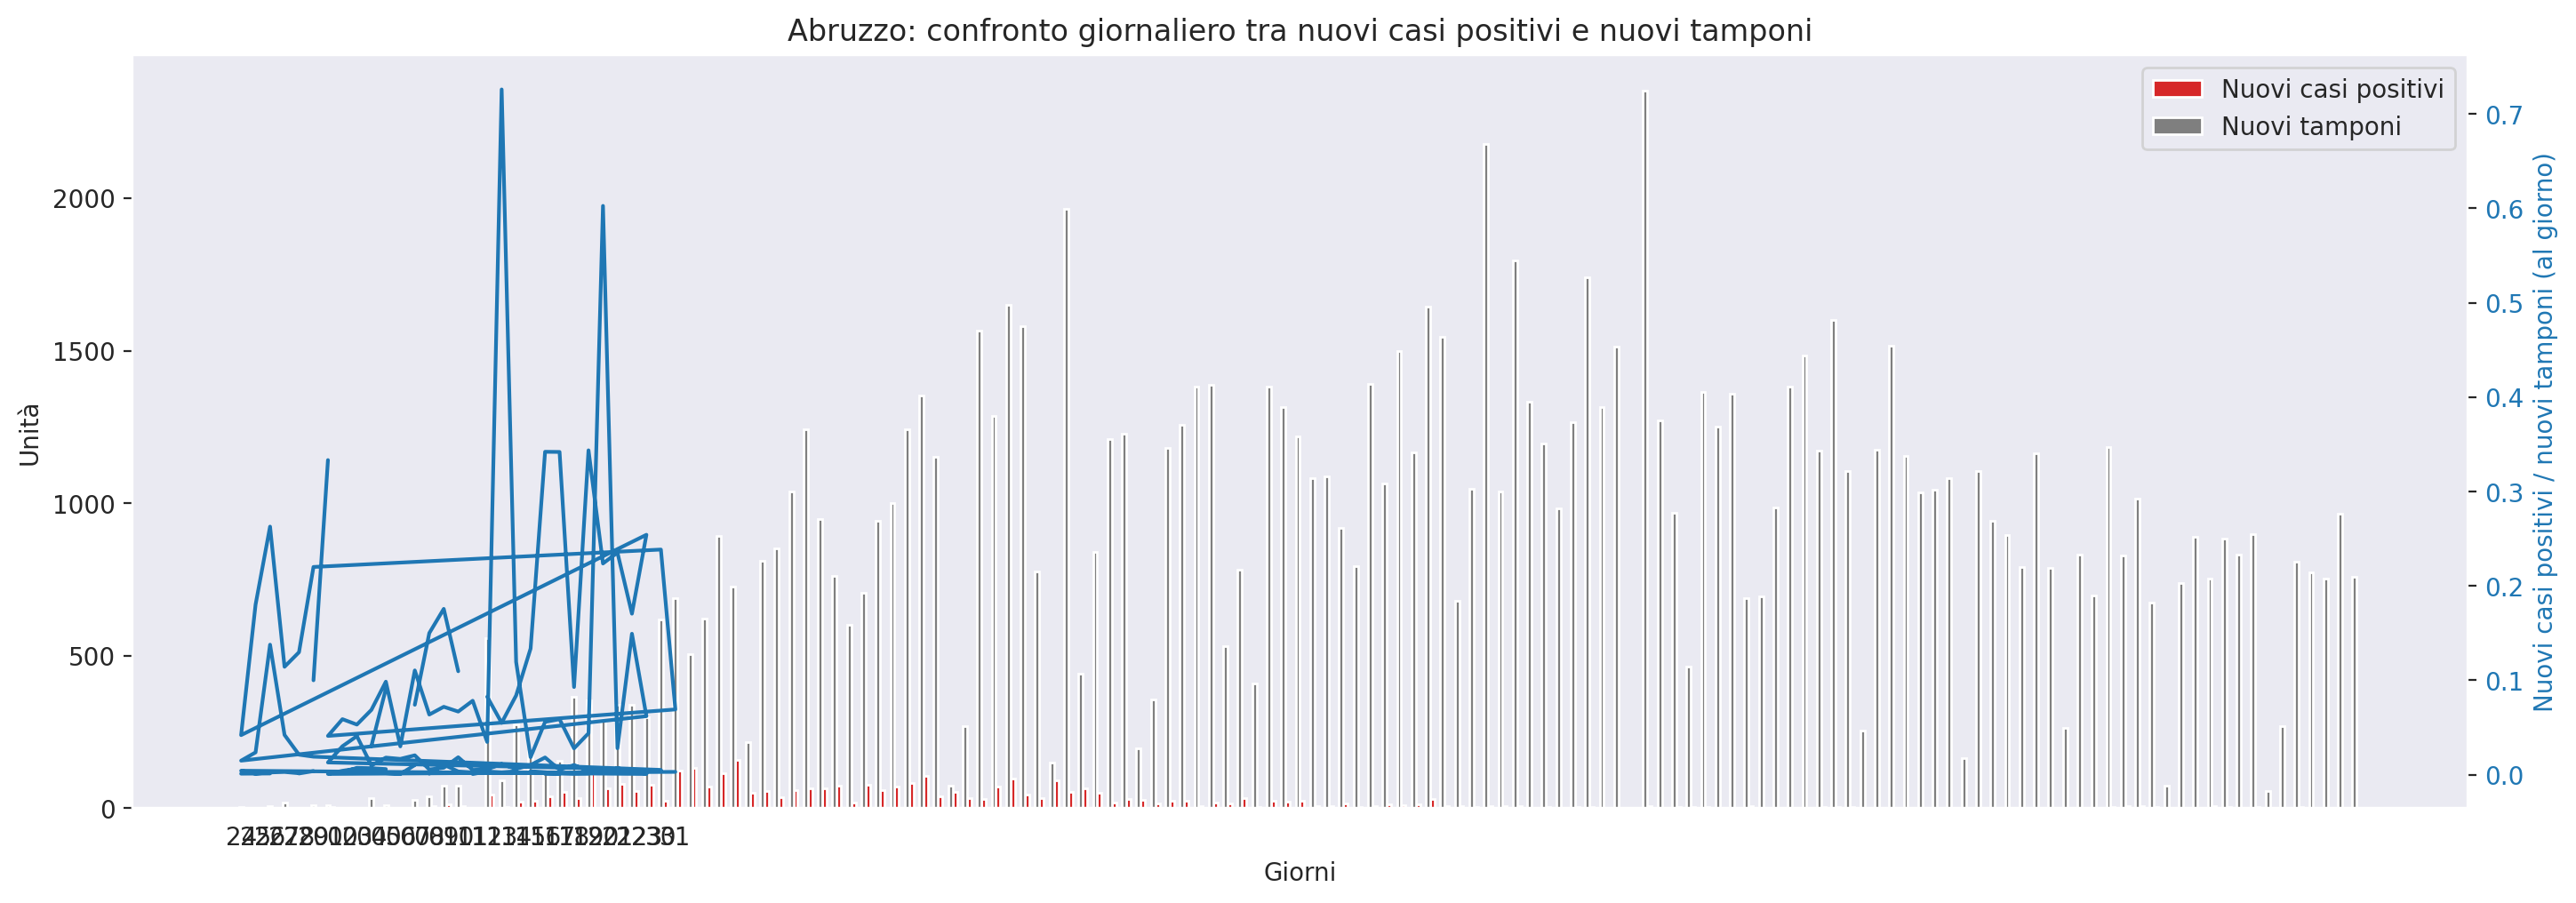 Abruzzo: confronto giornaliero tra nuovi casi positivi e nuovi tamponi
Nuovi casi positivi
Nuovi tamponi
Unità
2000
1500
1000
500
0
0.7
0.6
0.5
0.4
0.3
0.2
0.1
0.0
Nuovi casi positivi / nuovi tamponi (al giorno)
Giorni